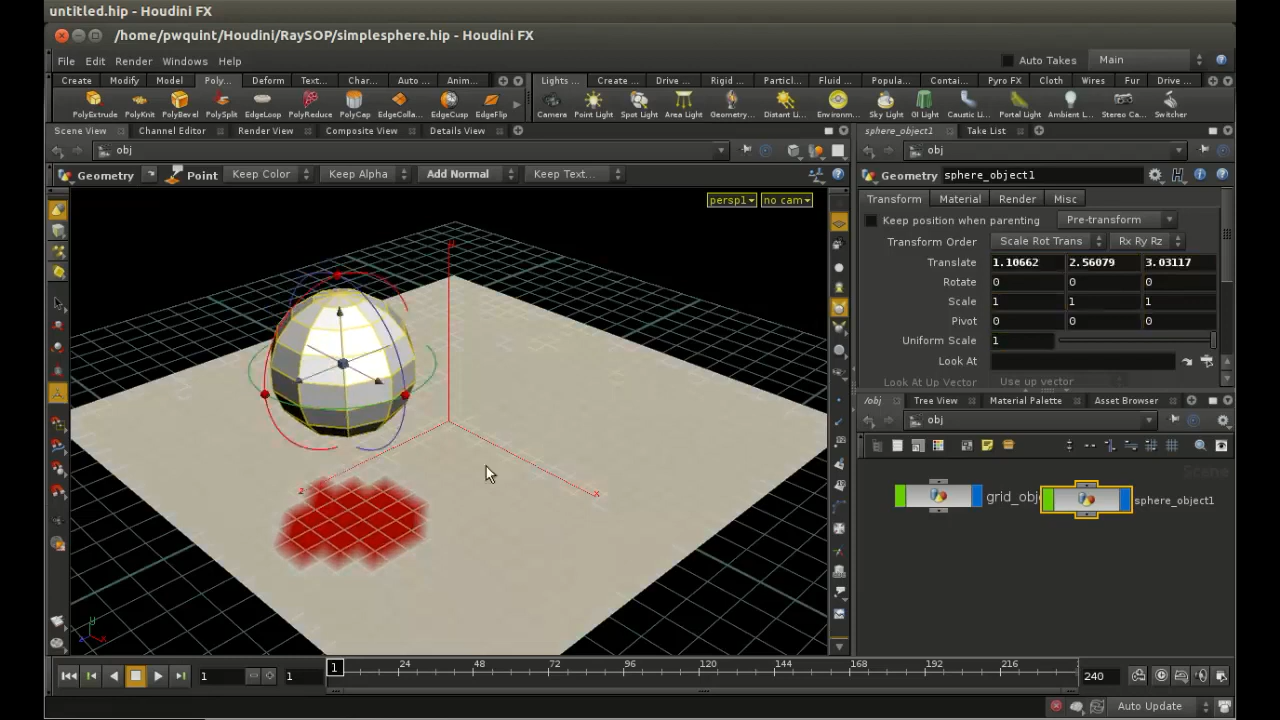 untitled.hip - Houdini FX
/home/pwquint/Houdini/RaySOP/simplesphere.hip - Houdini FX
File Edit Render Windows Help
Auto Takes Main
Create Modify Model Poly... Deform Text... Char... Auto ... Anim...
Lights ... Create ... Drive ... Rigid ... Particl... Fluid ... Popula... Contai... Pyro FX Cloth Wires Fur Drive ...
PolyExtrude PolyKnit PolyBevel PolySplit EdgeLoop PolyReduce PolyCap EdgeColla... EdgeCusp EdgeFlip
Camera Point Light Spot Light Area Light Geometry... Distant Li... Environm... Sky Light GI Light Caustic Li... Portal Light Ambient L... Stereo Ca... Switcher
Scene View Channel Editor Render View Composite View Details View
sphere_object1 Take List
obj
obj
Geometry Point Keep Color Keep Alpha Add Normal Keep Text...
Geometry sphere_object1
persp1 no cam
Transform Material Render Misc
Keep position when parenting Pre-transform
Transform Order Scale Rot Trans Rx Ry Rz
Translate 1.10662 2.56079 3.03117
Rotate 0 0 0
Scale 1 1 1
Pivot 0 0 0
Uniform Scale 1
Look At
Look At Up Vector Use up vector
/obj Tree View Material Palette Asset Browser
obj
Scene
grid_obj sphere_object1
y
z
x
y
z x
1 1 1 24 48 72 96 120 144 168 192 216 240
Auto Update